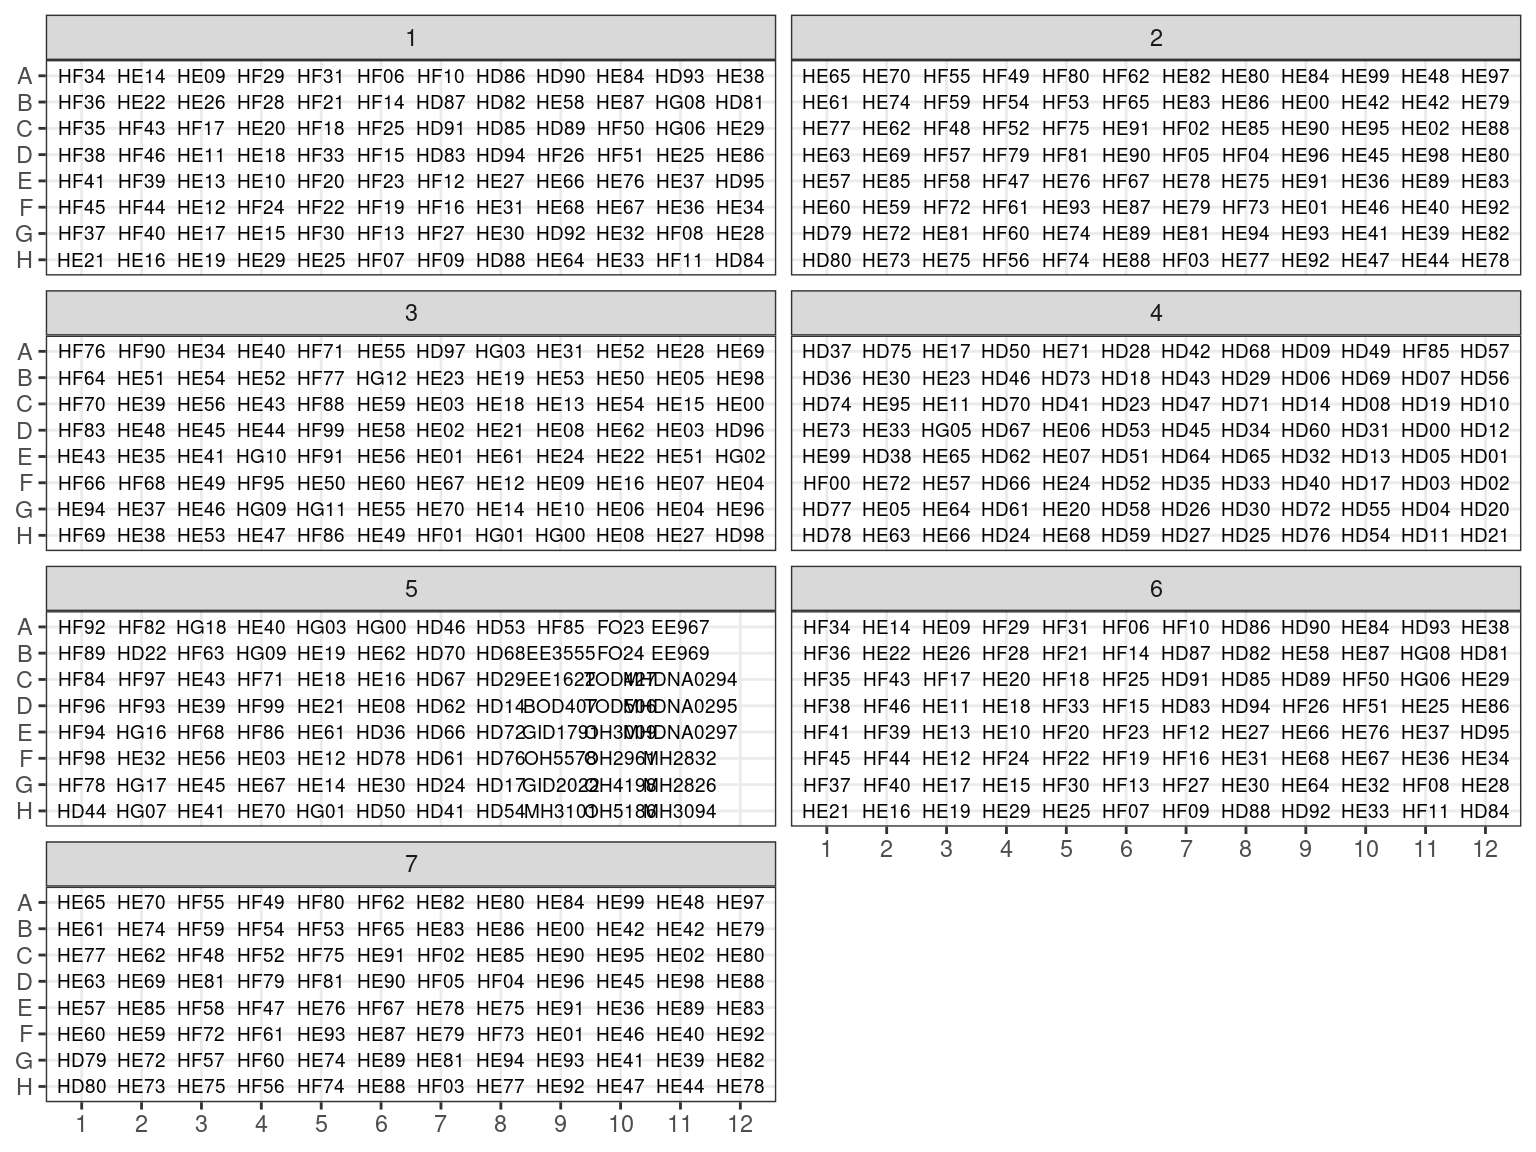 1
A HF34 HE14 HE09 HF29 HF31 HF06 HF10 HD86 HD90 HE84 HD93 HE38
B HF36 HE22 HE26 HF28 HF21 HF14 HD87 HD82 HE58 HE87 HG08 HD81
C HF35 HF43 HF17 HE20 HF18 HF25 HD91 HD85 HD89 HF50 HG06 HE29
D HF38 HF46 HE11 HE18 HF33 HF15 HD83 HD94 HF26 HF51 HE25 HE86
E HF41 HF39 HE13 HE10 HF20 HF23 HF12 HE27 HE66 HE76 HE37 HD95
F HF45 HF44 HE12 HF24 HF22 HF19 HF16 HE31 HE68 HE67 HE36 HE34
G HF37 HF40 HE17 HE15 HF30 HF13 HF27 HE30 HD92 HE32 HF08 HE28
H HE21 HE16 HE19 HE29 HE25 HF07 HF09 HD88 HE64 HE33 HF11 HD84
2
HE65 HE70 HF55 HF49 HF80 HF62 HE82 HE80 HE84 HE99 HE48 HE97
HE61 HE74 HF59 HF54 HF53 HF65 HE83 HE86 HE00 HE42 HE42 HE79
HE77 HE62 HF48 HF52 HF75 HE91 HF02 HE85 HE90 HE95 HE02 HE88
HE63 HE69 HF57 HF79 HF81 HE90 HF05 HF04 HE96 HE45 HE98 HE80
HE57 HE85 HF58 HF47 HE76 HF67 HE78 HE75 HE91 HE36 HE89 HE83
HE60 HE59 HF72 HF61 HE93 HE87 HE79 HF73 HE01 HE46 HE40 HE92
HD79 HE72 HE81 HF60 HE74 HE89 HE81 HE94 HE93 HE41 HE39 HE82
HD80 HE73 HE75 HF56 HF74 HE88 HF03 HE77 HE92 HE47 HE44 HE78
3
A HF76 HF90 HE34 HE40 HF71 HE55 HD97 HG03 HE31 HE52 HE28 HE69
B HF64 HE51 HE54 HE52 HF77 HG12 HE23 HE19 HE53 HE50 HE05 HE98
C HF70 HE39 HE56 HE43 HF88 HE59 HE03 HE18 HE13 HE54 HE15 HE00
D HF83 HE48 HE45 HE44 HF99 HE58 HE02 HE21 HE08 HE62 HE03 HD96
E HE43 HE35 HE41 HG10 HF91 HE56 HE01 HE61 HE24 HE22 HE51 HG02
F HF66 HF68 HE49 HF95 HE50 HE60 HE67 HE12 HE09 HE16 HE07 HE04
G HE94 HE37 HE46 HG09 HG11 HE55 HE70 HE14 HE10 HE06 HE04 HE96
H HF69 HE38 HE53 HE47 HF86 HE49 HF01 HG01 HG00 HE08 HE27 HD98
4
HD37 HD75 HE17 HD50 HE71 HD28 HD42 HD68 HD09 HD49 HF85 HD57
HD36 HE30 HE23 HD46 HD73 HD18 HD43 HD29 HD06 HD69 HD07 HD56
HD74 HE95 HE11 HD70 HD41 HD23 HD47 HD71 HD14 HD08 HD19 HD10
HE73 HE33 HG05 HD67 HE06 HD53 HD45 HD34 HD60 HD31 HD00 HD12
HE99 HD38 HE65 HD62 HE07 HD51 HD64 HD65 HD32 HD13 HD05 HD01
HF00 HE72 HE57 HD66 HE24 HD52 HD35 HD33 HD40 HD17 HD03 HD02
HD77 HE05 HE64 HD61 HE20 HD58 HD26 HD30 HD72 HD55 HD04 HD20
HD78 HE63 HE66 HD24 HE68 HD59 HD27 HD25 HD76 HD54 HD11 HD21
5
A HF92 HF82 HG18 HE40 HG03 HG00 HD46 HD53 HF85 FO23 EE967
B HF89 HD22 HF63 HG09 HE19 HE62 HD70 HD68 EE3555 FO24 EE969
C HF84 HF97 HE43 HF71 HE18 HE16 HD67 HD29 MHDNA0294
D HF96 HF93 HE39 HF99 HE21 HE08 HD62 HD14 MHDNA0295
E HF94 HG16 HF68 HF86 HE61 HD36 HD66 HD72 MHDNA0297
F HF98 HE32 HE56 HE03 HE12 HD78 HD61 HD76 OH5578 OH2961 MH2832
G HF78 HG17 HE45 HE67 HE14 HE30 HD24 HD17 GID2022 OH4198 MH2826
H HD44 HG07 HE41 HE70 HG01 HD50 HD41 HD54 MH3101 OH5186 MH3094
6
HF34 HE14 HE09 HF29 HF31 HF06 HF10 HD86 HD90 HE84 HD93 HE38
HF36 HE22 HE26 HF28 HF21 HF14 HD87 HD82 HE58 HE87 HG08 HD81
HF35 HF43 HF17 HE20 HF18 HF25 HD91 HD85 HD89 HF50 HG06 HE29
HF38 HF46 HE11 HE18 HF33 HF15 HD83 HD94 HF26 HF51 HE25 HE86
HF41 HF39 HE13 HE10 HF20 HF23 HF12 HE27 HE66 HE76 HE37 HD95
HF45 HF44 HE12 HF24 HF22 HF19 HF16 HE31 HE68 HE67 HE36 HE34
HF37 HF40 HE17 HE15 HF30 HF13 HF27 HE30 HE64 HE32 HF08 HE28
HE21 HE16 HE19 HE29 HE25 HF07 HF09 HD88 HD92 HE33 HF11 HD84
1 2 3 4 5 6 7 8 9 10 11 12
7
A HE65 HE70 HF55 HF49 HF80 HF62 HE82 HE80 HE84 HE99 HE48 HE97
B HE61 HE74 HF59 HF54 HF53 HF65 HE83 HE86 HE00 HE42 HE42 HE79
C HE77 HE62 HF48 HF52 HF75 HE91 HF02 HE85 HE90 HE95 HE02 HE80
D HE63 HE69 HE81 HF79 HF81 HE90 HF05 HF04 HE96 HE45 HE98 HE88
E HE57 HE85 HF58 HF47 HE76 HF67 HE78 HE75 HE91 HE36 HE89 HE83
F HE60 HE59 HF72 HF61 HE93 HE87 HE79 HF73 HE01 HE46 HE40 HE92
G HD79 HE72 HF57 HF60 HE74 HE89 HE81 HE94 HE93 HE41 HE39 HE82
H HD80 HE73 HE75 HF56 HF74 HE88 HF03 HE77 HE92 HE47 HE44 HE78
1 2 3 4 5 6 7 8 9 10 11 12